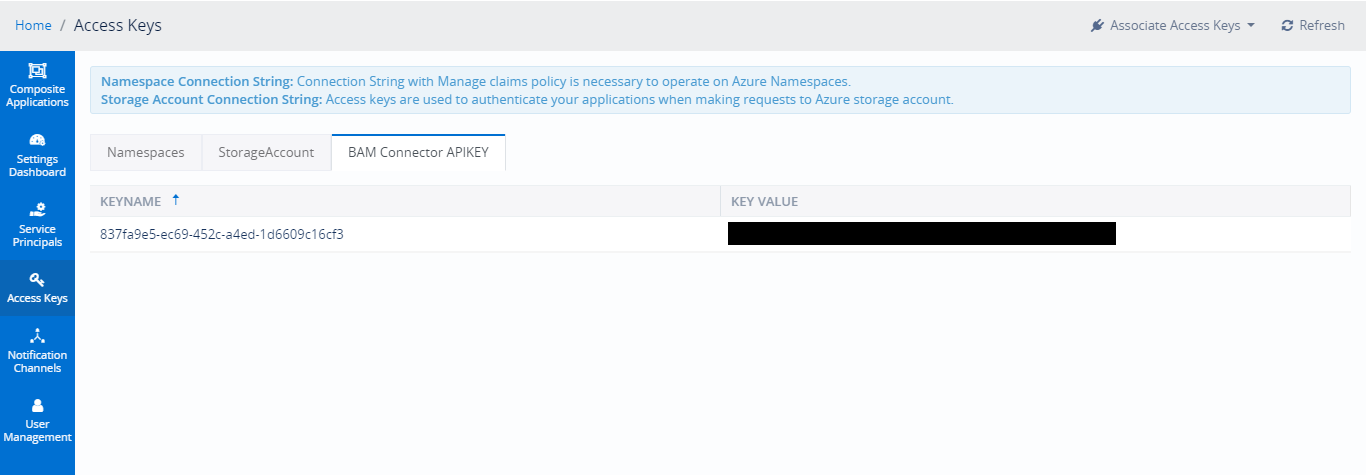 Home / Access Keys
Associate Access Keys
Refresh
Composite
Applications
Settings
Dashboard
Service
Principals
Access Keys
Notification
Channels
User
Management
Namespace Connection String: Connection String with Manage claims policy is necessary to operate on Azure Namespaces.
Storage Account Connection String: Access keys are used to authenticate your applications when making requests to Azure storage account.
Namespaces
StorageAccount
BAM Connector APIKEY
KEYNAME
KEY VALUE
837fa9e5-ec69-452c-a4ed-1d6609c16cf3